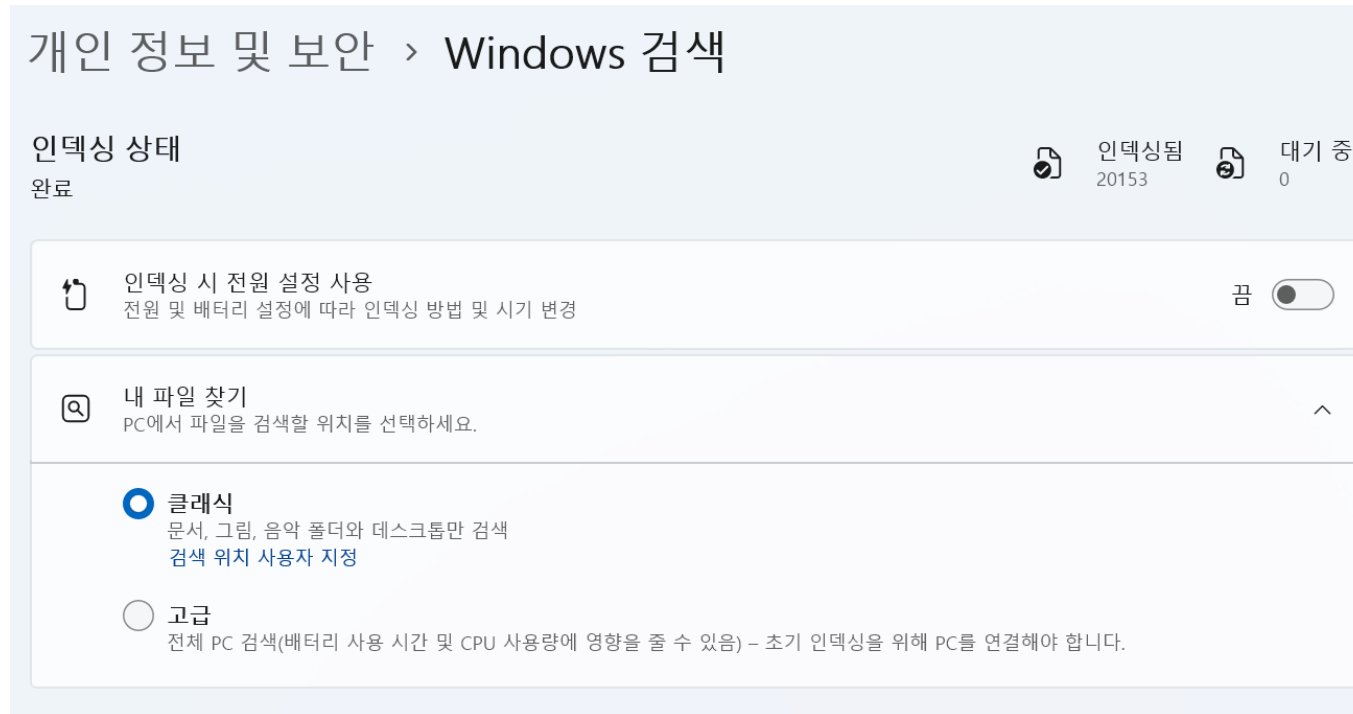 개인 정보 및 보안 › Windows 검색
인덱싱 상태
완료
인덱싱됨
20153
대기 중
0
인덱싱 시 전원 설정 사용
전원 및 배터리 설정에 따라 인덱싱 방법 및 시기 변경
끔
내 파일 찾기
PC에서 파일을 검색할 위치를 선택하세요.
클래식
문서, 그림, 음악 폴더와 데스크톱만 검색
검색 위치 사용자 지정
고급
전체 PC 검색(배터리 사용 시간 및 CPU 사용량에 영향을 줄 수 있음) – 초기 인덱싱을 위해 PC를 연결해야 합니다.